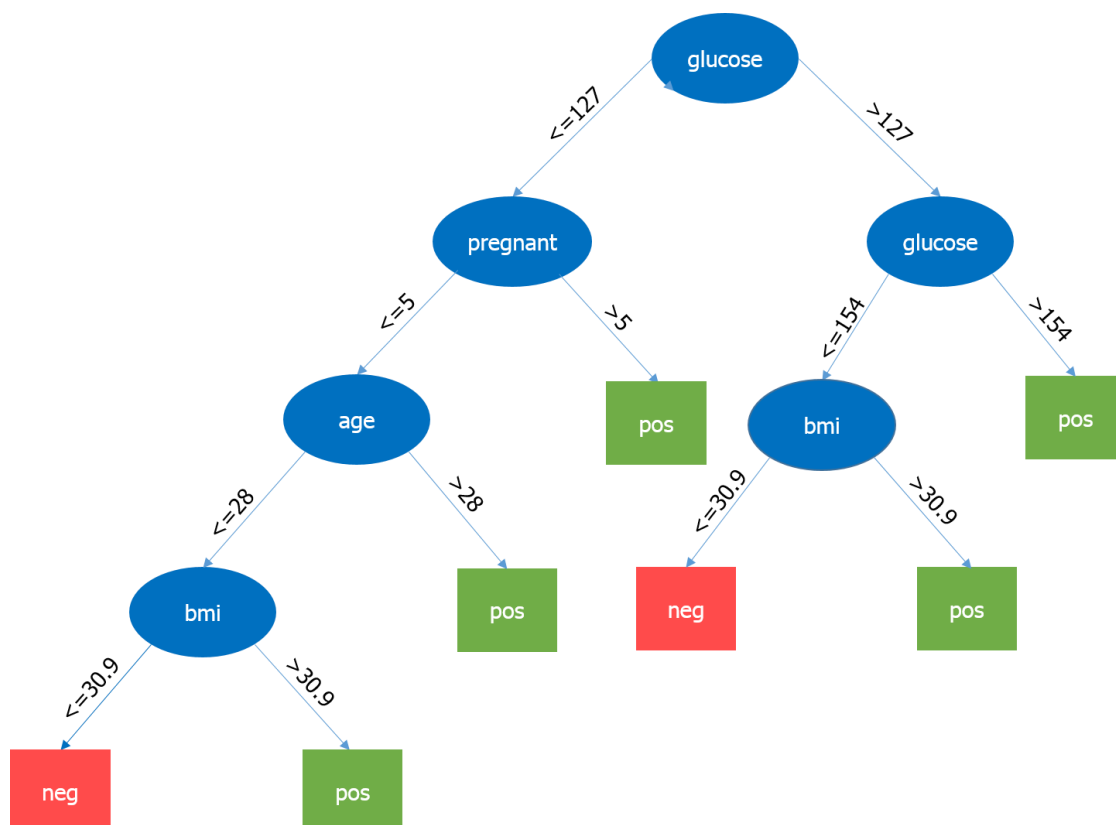 glucose
<=127
>127
pregnant
glucose
<=5
>5
<=154
>154
age
pos
bmi
pos
<=28
>28
<=30.9
>30.9
bmi
pos
neg
pos
<=30.9
>30.9
neg
pos